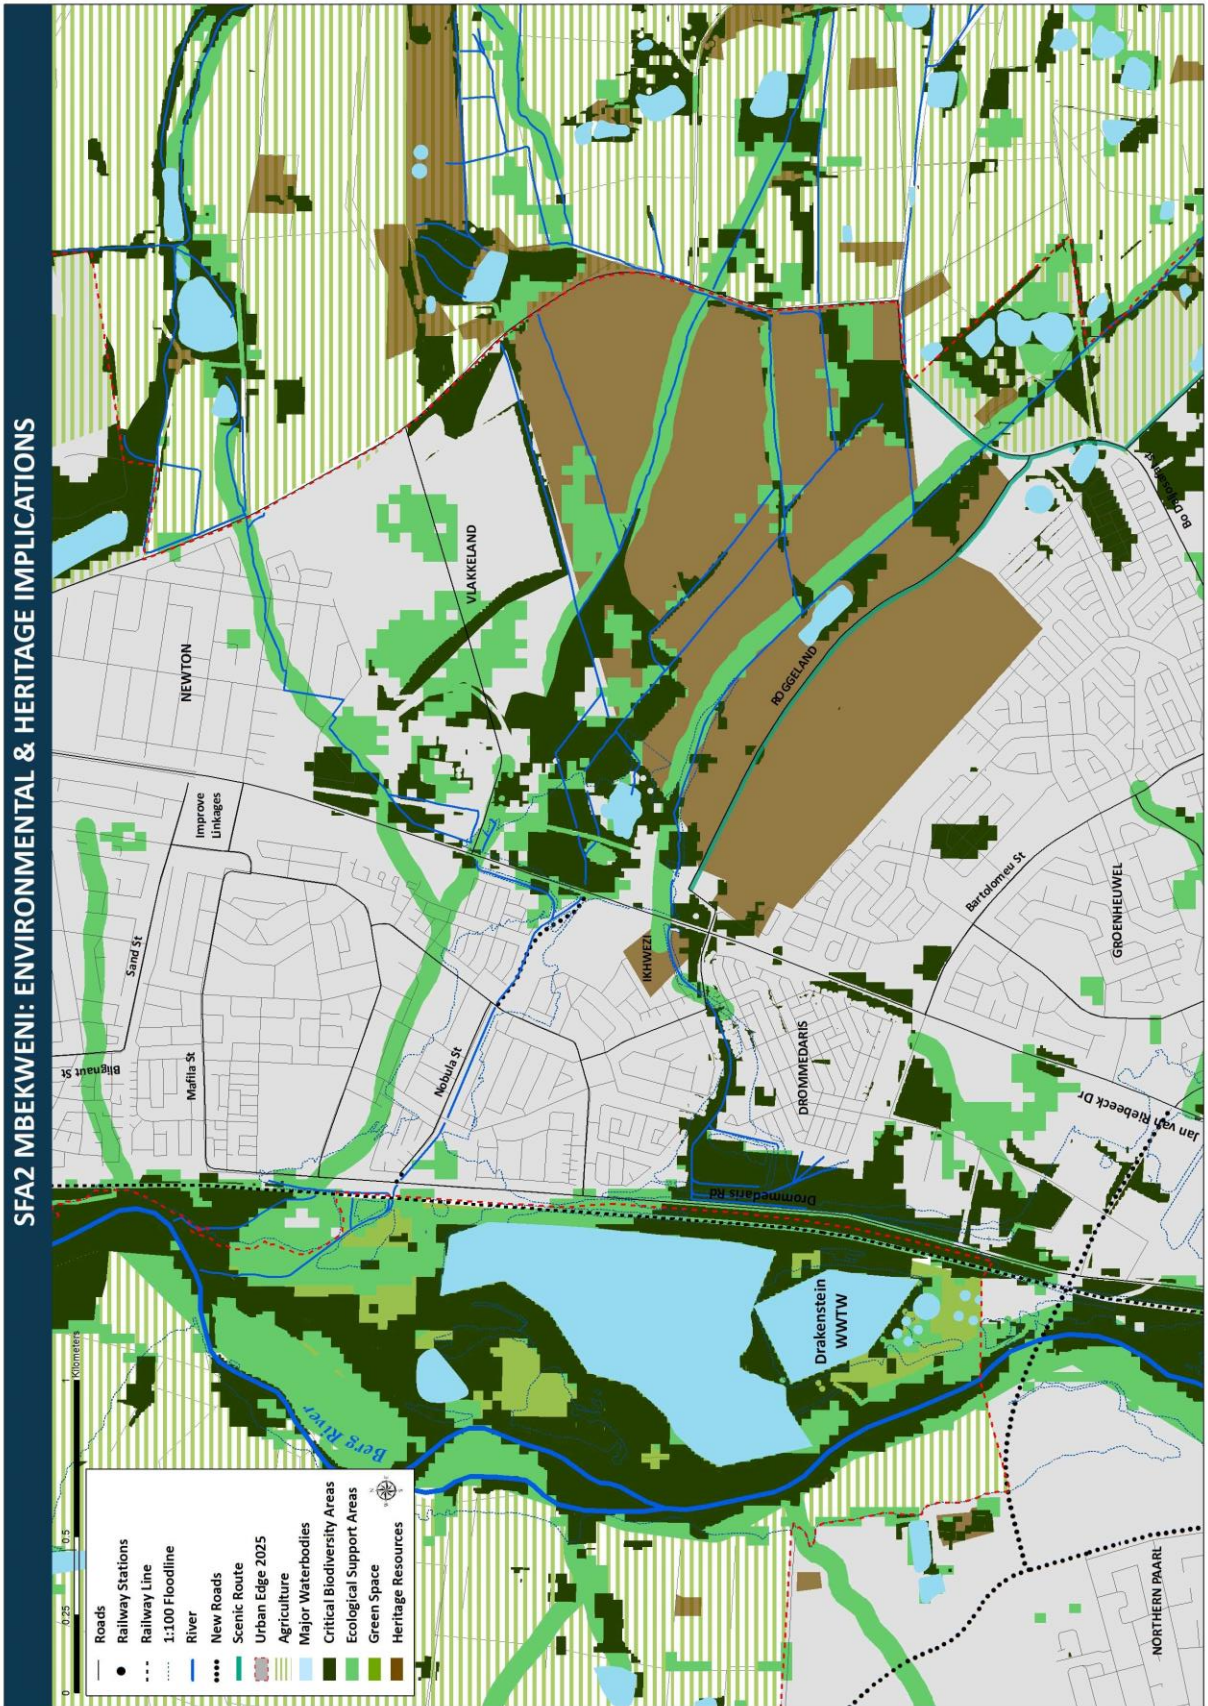 SFA2 MBEKWENI: ENVIRONMENTAL & HERITAGE IMPLICATIONS
0
0.25
0.5
1
Kilometers
Roads
Railway Stations
Railway Line
1:100 Floodline
River
New Roads
Scenic Route
Urban Edge 2025
Agriculture
Major Waterbodies
Critical Biodiversity Areas
Ecological Support Areas
Green Space
Heritage Resources
N
Berg River
Blignaut St
Sand St
Mafila St
Improve
Linkages
NEWTON
VLAKKELAND
Nobula St
IKHWEZI
ROGGELAND
DROMMEDARIS
Drommedaris Rd
Drakenstein
WWTW
Bartolomeu St
GROENHEUWEL
Jan van Riebeeck Dr
NORTHERN PAARL